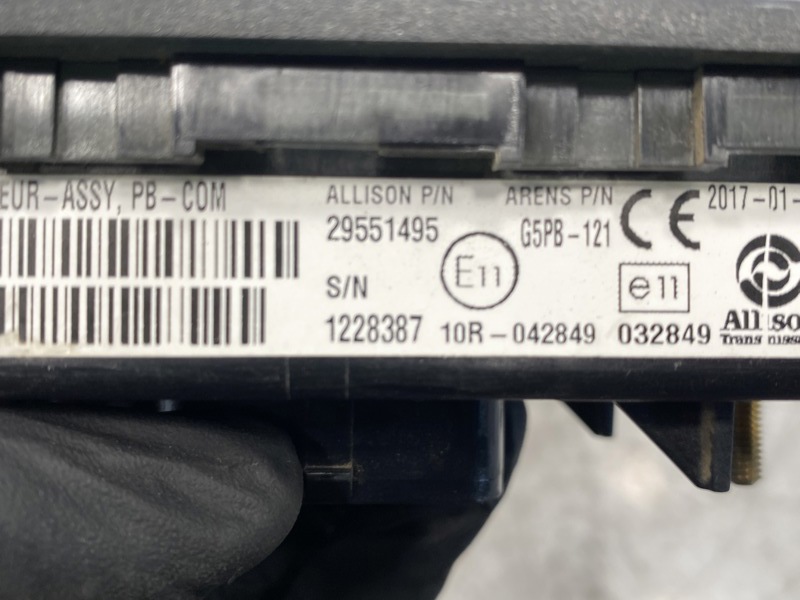 EUR-ASSY, PB-COM
ALLISON P/N
29551495
ARENS P/N
G5PB-121
CE
2017-01-
S/N
1228387
E11
10R-042849
e11
032849
Alliso
Transmiss